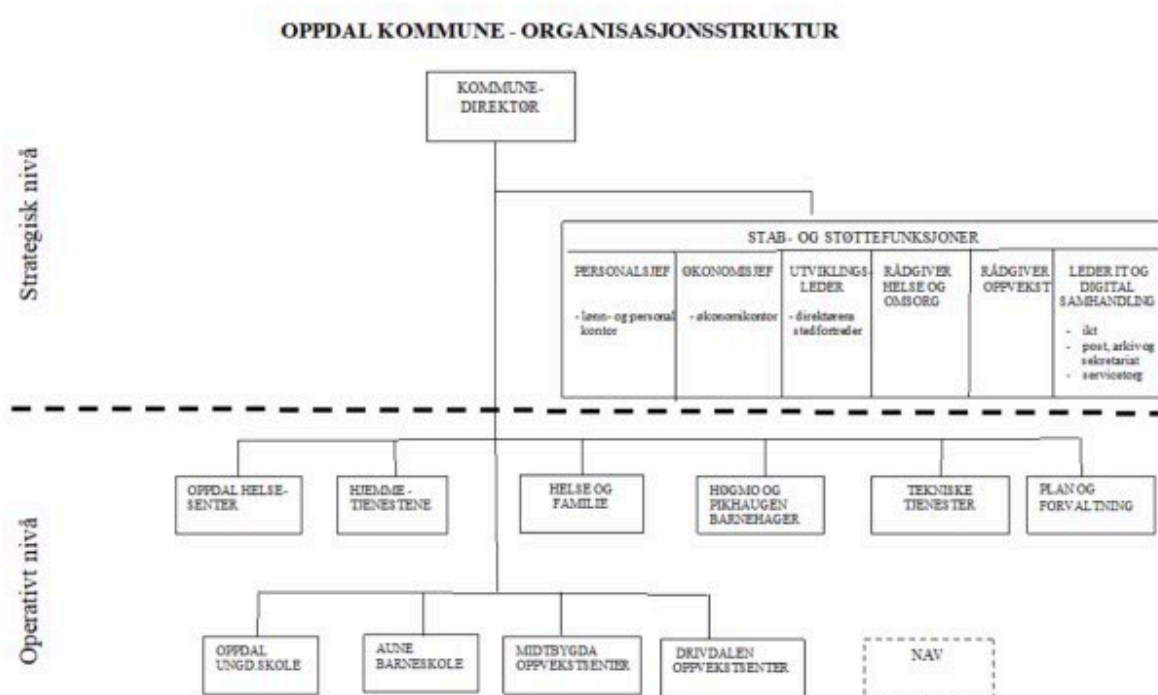 OPPDAL KOMMUNE - ORGANISASJONSSTRUKTUR
Strategisk nivå
KOMMUNE-
DIREKTØR
STAB- OG STØTTEFUNKSJONER
PERSONALSJEF
- lønn- og personal
kontor
ØKONOMISJEF
- økonomikontor
UTVIKLINGS-
LEDER
- direktørens
stedfortreder
RÅDGIVER
HELSE OG
OMSORG
RÅDGIVER
OPPVEKST
LEDER IT OG
DIGITAL
SAMHANDLING
- ikt
- post, arkiv og
sekretariat
- servicetorg
Operativt nivå
OPPDAL HELSE-
SENTER
HJEMME -
TJENESTENE
HELSE OG
FAMILIE
HØGMO OG
PIKHAUGEN
BARNEHAGER
TEKNISKE
TJENESTER
PLAN OG
FORVALTNING
OPPDAL
UNGD.SKOLE
AUNE
BARNESKOLE
MIDTBYGDA
OPPVEKSTSENTER
DRIVDALEN
OPPVEKSTSENTER
NAV